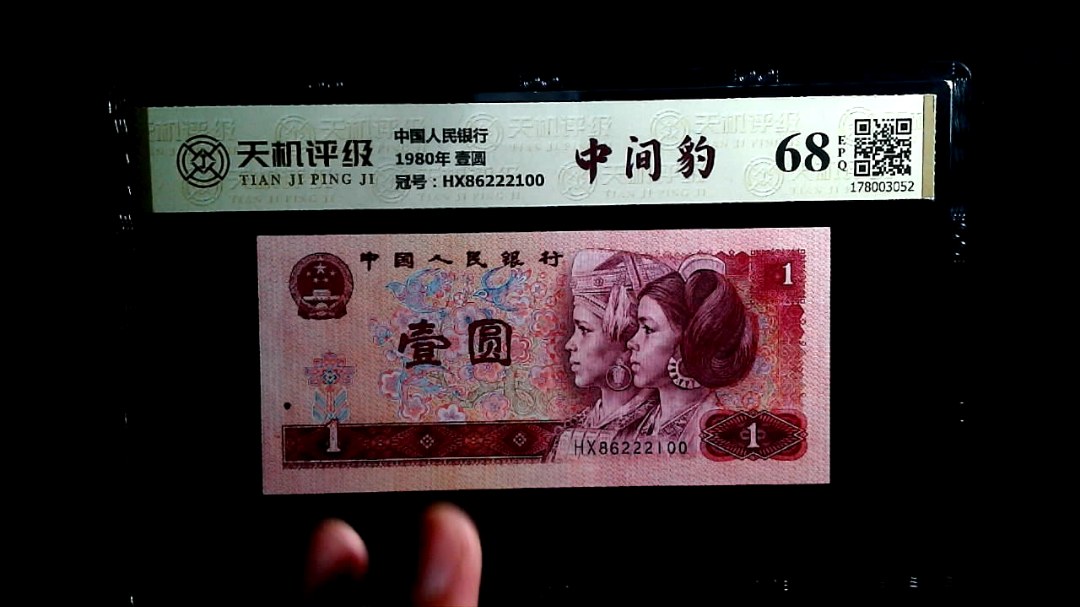 天机评级
TIAN JI PING JI
中国人民银行
1980年 壹圆
冠号：HX86222100
中间豹
68
EPQ
178003052
中国人民银行
1
壹圆
1
HX86222100
1